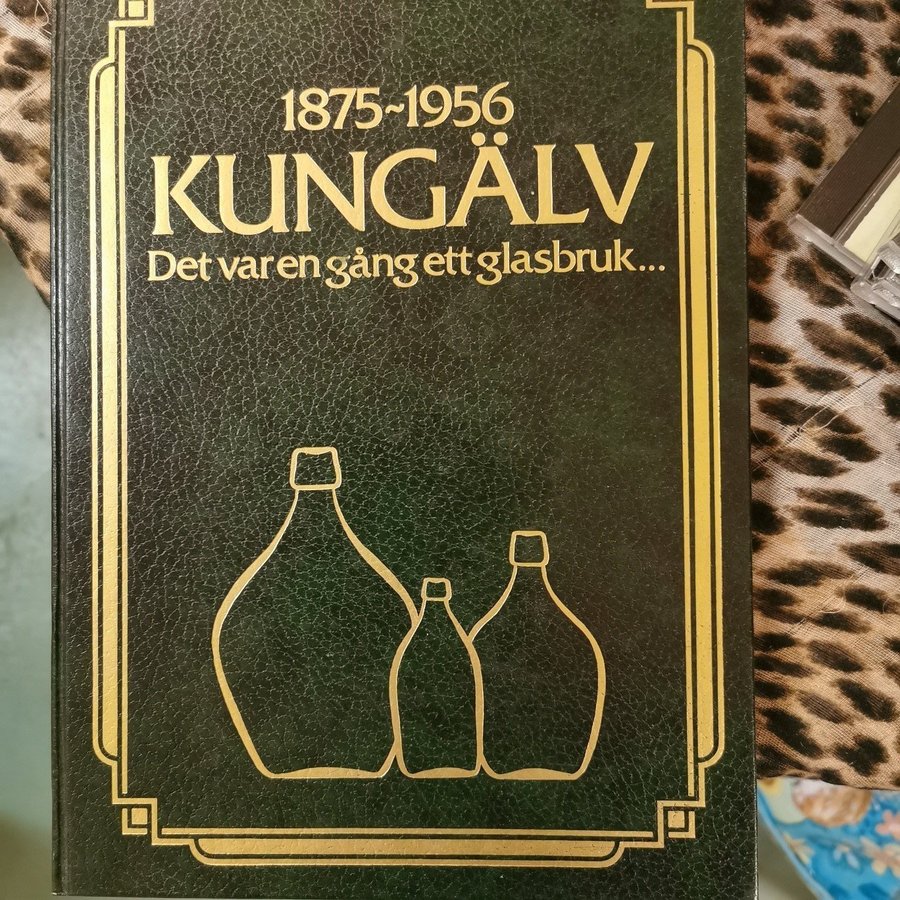 1875~1956
KUNGÄLV
Det var en gång ett glasbruk...